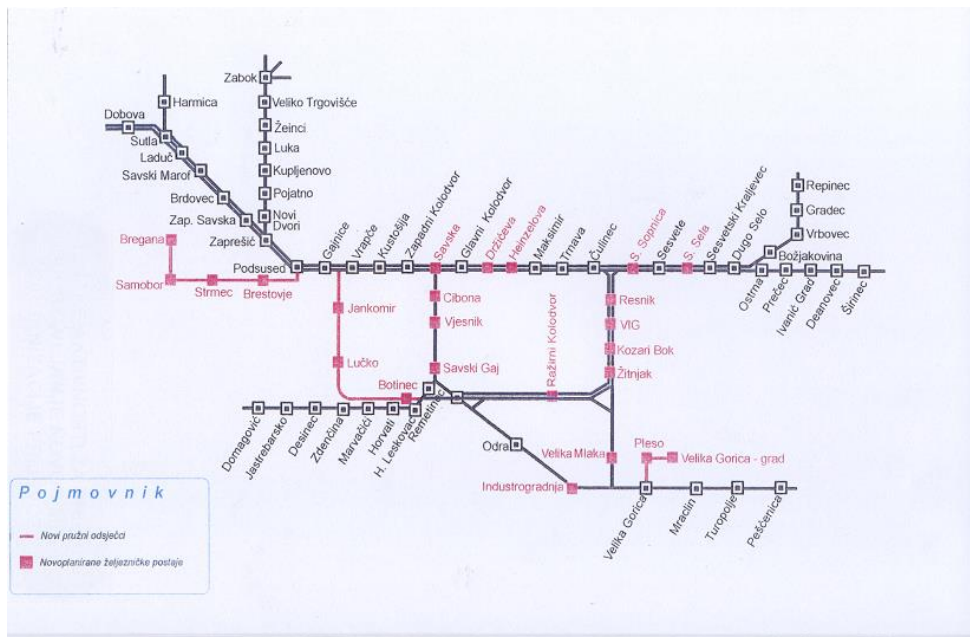 Zabok
Harmica
Veliko Trgovišće
Dobova
Žeinci
Sutla
Luka
Laduč
Savski Marof
Kupljenovo
Brdovec
Pojatno
Zap. Savska
Novi
Dvori
Zaprešić
Bregana
Podsused
Samobor
Strmec
Brestovje
Gajnice
Vrapče
Kustošija
Zapadni Kolodvor
Savska
Glavni Kolodvor
Držićeva
Heinzelova
Maksimir
Trnava
Čulinec
S. Sopnica
Sesvete
S. Sela
Sesvetski Kraljevec
Dugo Selo
Repinec
Gradec
Vrbovec
Božjakovina
Ostrna
Prečec
Ivanić Grad
Deanovec
Širinec
Jankomir
Cibona
Resnik
Vjesnik
VIG
Kozari Bok
Lučko
Savski Gaj
Ražirni Kolodvor
Žitnjak
Botinec
Domagović
Jastrebarsko
Desinec
Zdenčina
Marvačići
Horvati
H. Leskovac
Remetinec
Odra
Velika Mlaka
Pleso
Velika Gorica - grad
Industrogradnja
Velika Gorica
Mraclin
Turopolje
Pešćenica
Pojmovnik
Novi pružni odsječci
Novoplanirane željezničke postaje